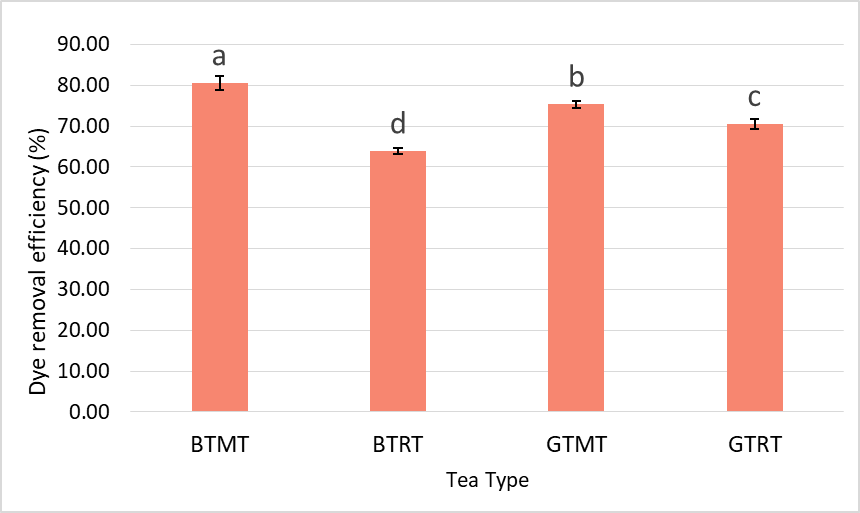 90.00
80.00
70.00
60.00
50.00
40.00
30.00
20.00
10.00
0.00
Dye removal efficiency (%)
a
d
b
c
BTMT BTRT GTMT GTRT
Tea Type